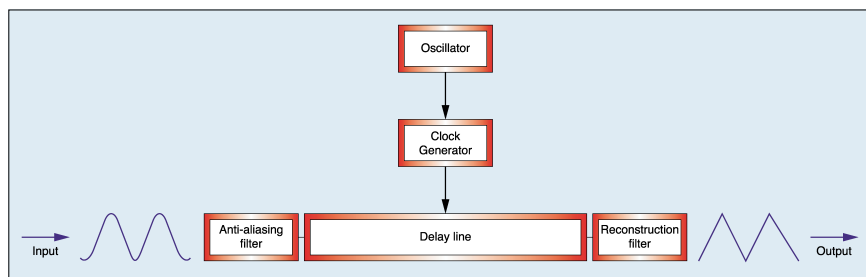 Oscillator
Clock
Generator
Input
Anti-aliasing
filter
Delay line
Reconstruction
filter
Output